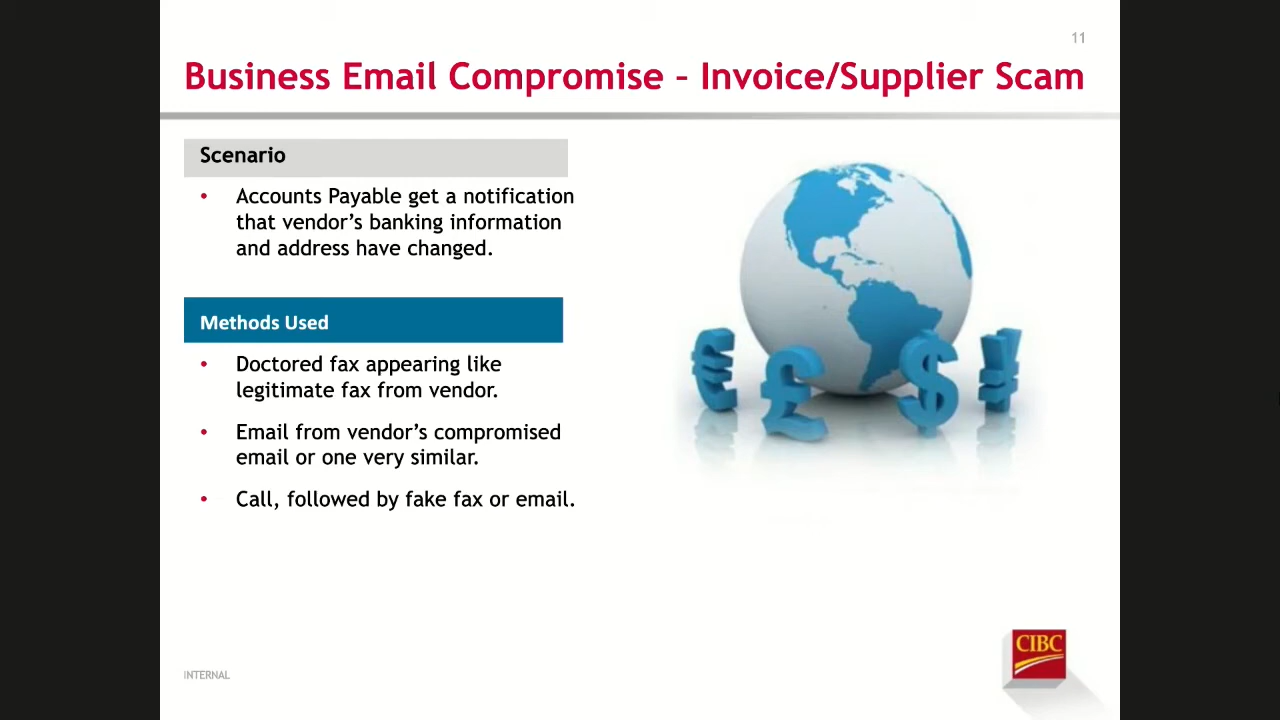 11
Business Email Compromise – Invoice/Supplier Scam
Scenario
• Accounts Payable get a notification
that vendor’s banking information
and address have changed.
Methods Used
• Doctored fax appearing like
legitimate fax from vendor.
• Email from vendor’s compromised
email or one very similar.
• Call, followed by fake fax or email.
€ £ $ ¥
INTERNAL
CIBC